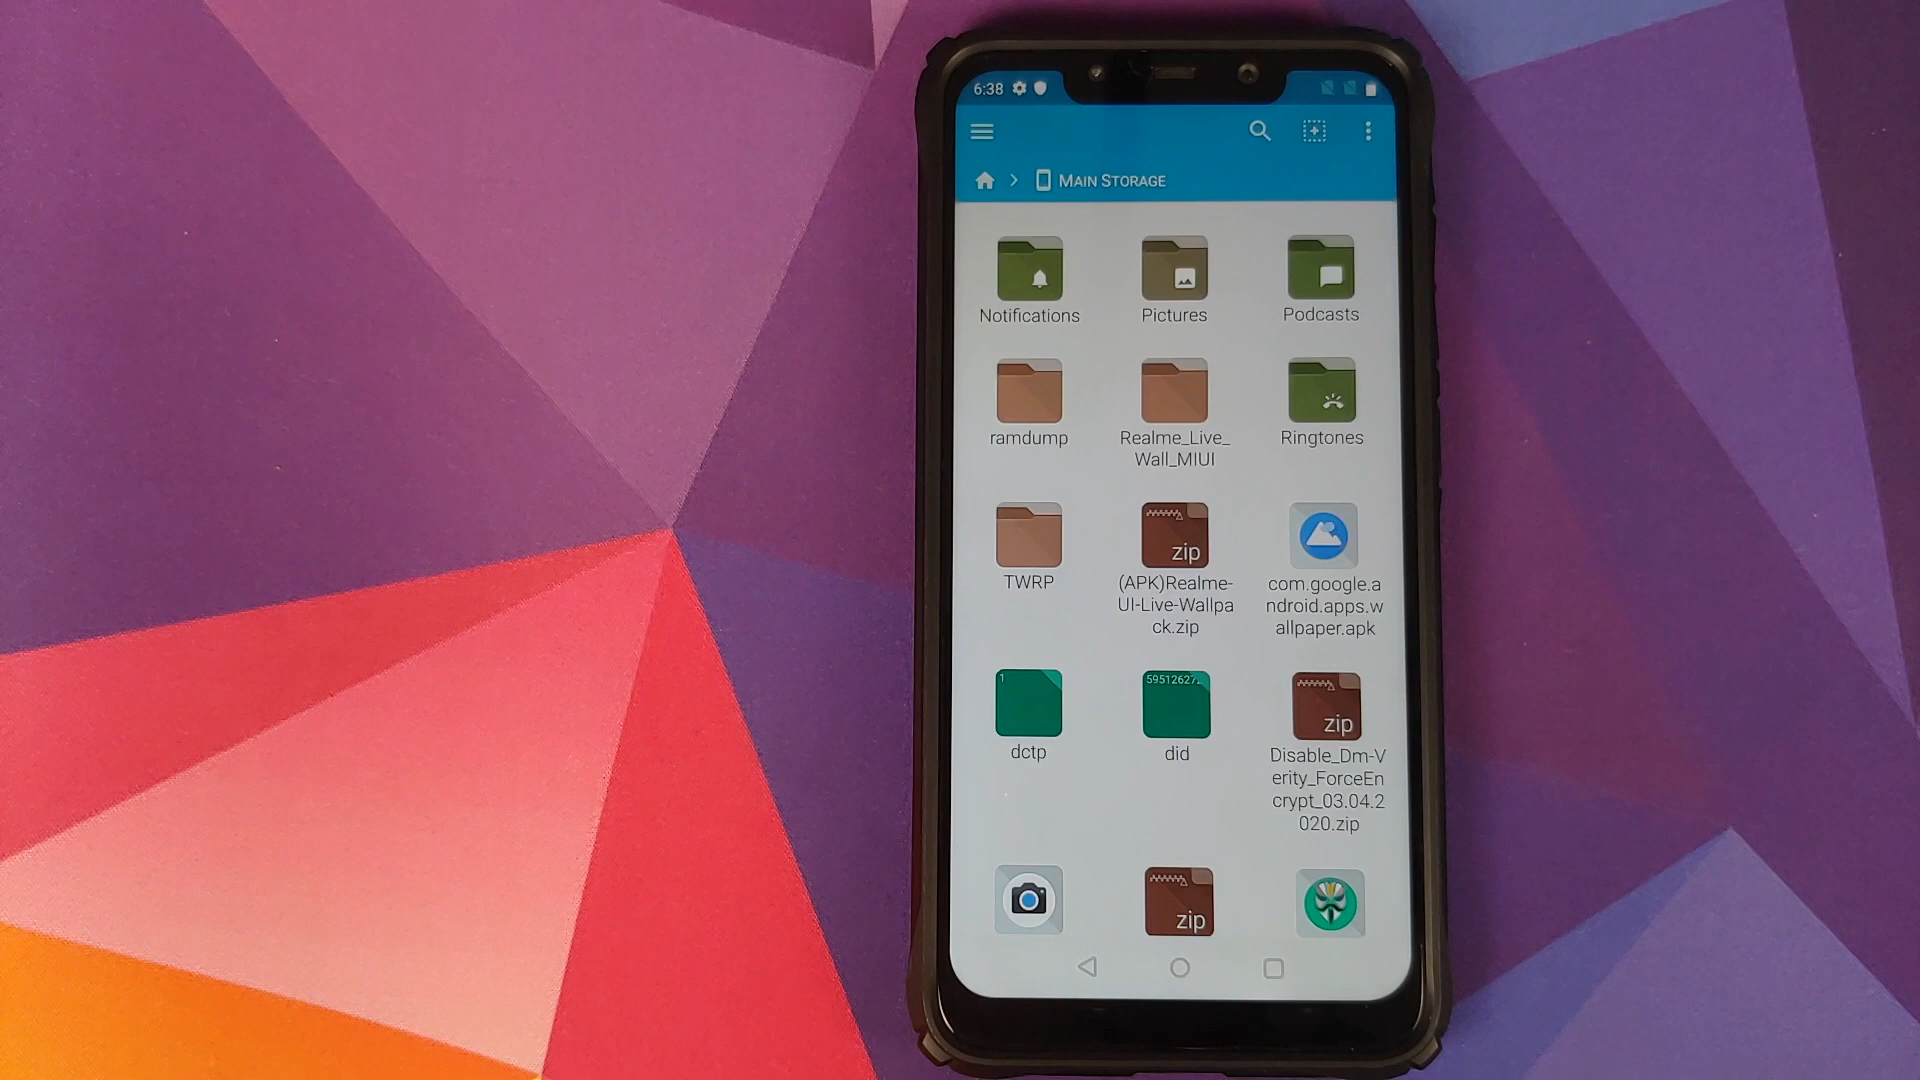 6:38
MAIN STORAGE
Notifications
Pictures
Podcasts
ramdump
Realme_Live_
Wall_MIUI
Ringtones
TWRP
zip
(APK)Realme-
UI-Live-Wallpa
ck.zip
com.google.a
ndroid.apps.w
allpaper.apk
1
dctp
did
zip
Disable_Dm-V
erity_ForceEn
crypt_03.04.2
020.zip
zip